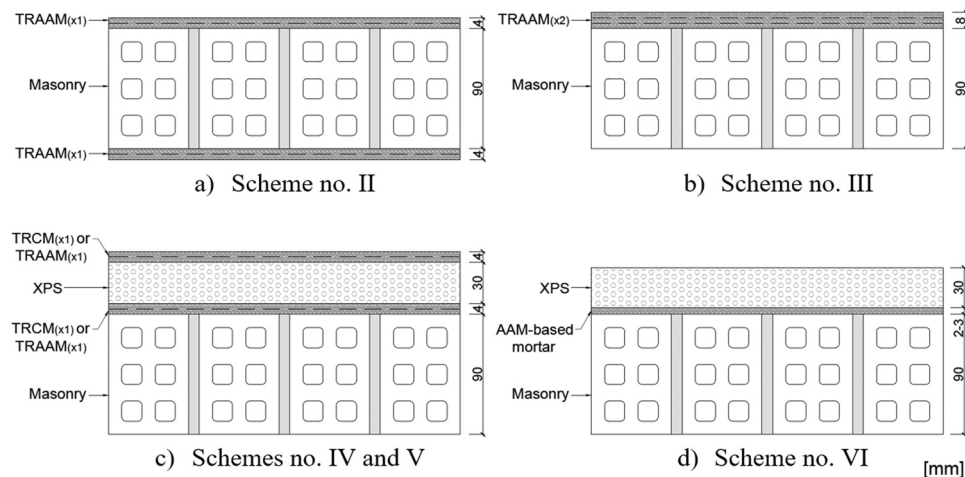 TRAAM(x1)
4
Masonry
90
TRAAM(x1)
4
a) Scheme no. II
TRAAM(x2)
8
Masonry
90
b) Scheme no. III
TRCM(x1) or
TRAAM(x1)
4
XPS
30
TRCM(x1) or
TRAAM(x1)
4
Masonry
90
c) Schemes no. IV and V
XPS
30
AAM-based
mortar
2-3
Masonry
90
d) Scheme no. VI
[mm]